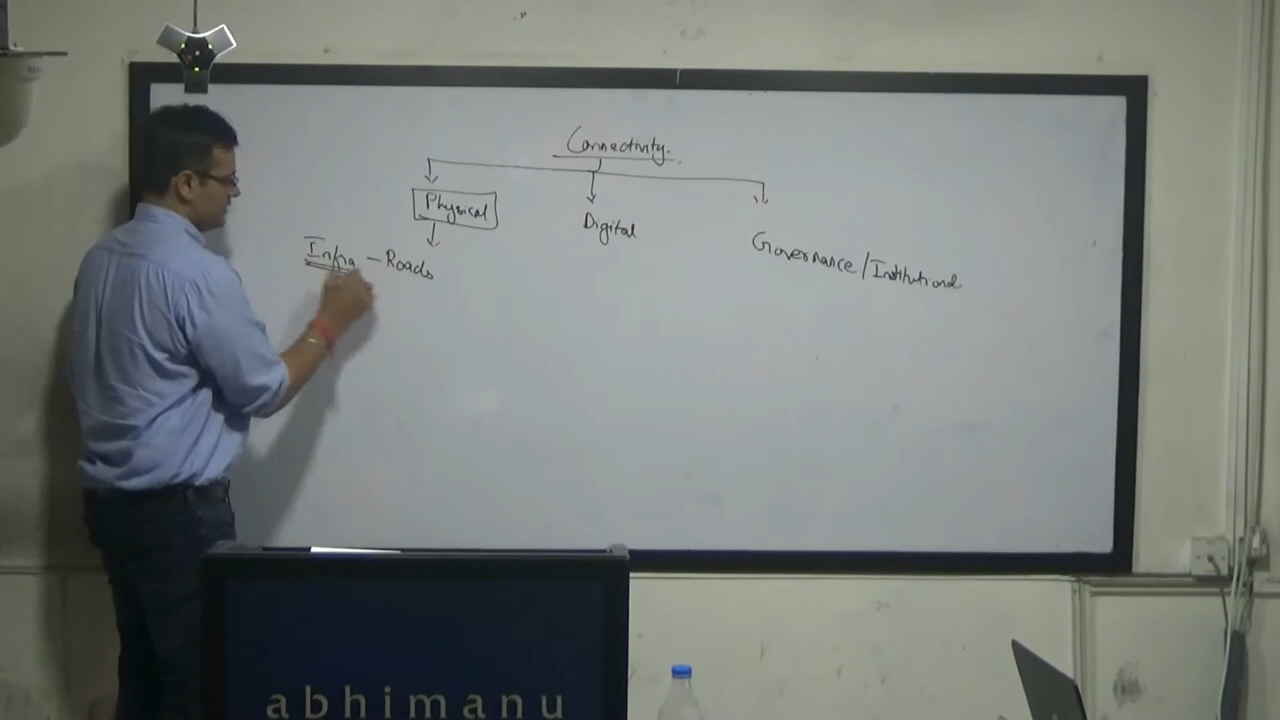 Connectivity.
Physical
Digital
Governance/Institutional
Infra - Roads
abhimanu